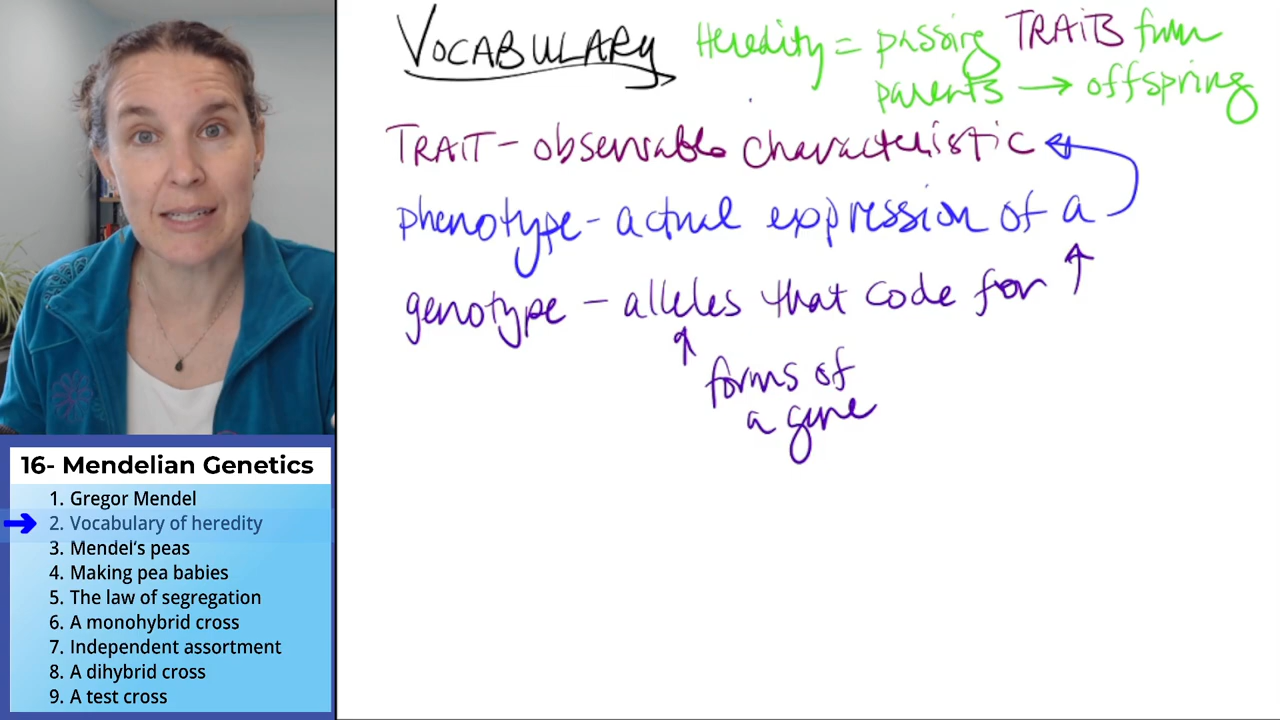 VOCABULARY
Heredity = passing TRAITS from
parents → offspring
TRAIT - observable characteristic
phenotype - actual expression of a
genotype - alleles that code for ↑
↑ forms of
a gene
16- Mendelian Genetics
1. Gregor Mendel
2. Vocabulary of heredity
3. Mendel's peas
4. Making pea babies
5. The law of segregation
6. A monohybrid cross
7. Independent assortment
8. A dihybrid cross
9. A test cross